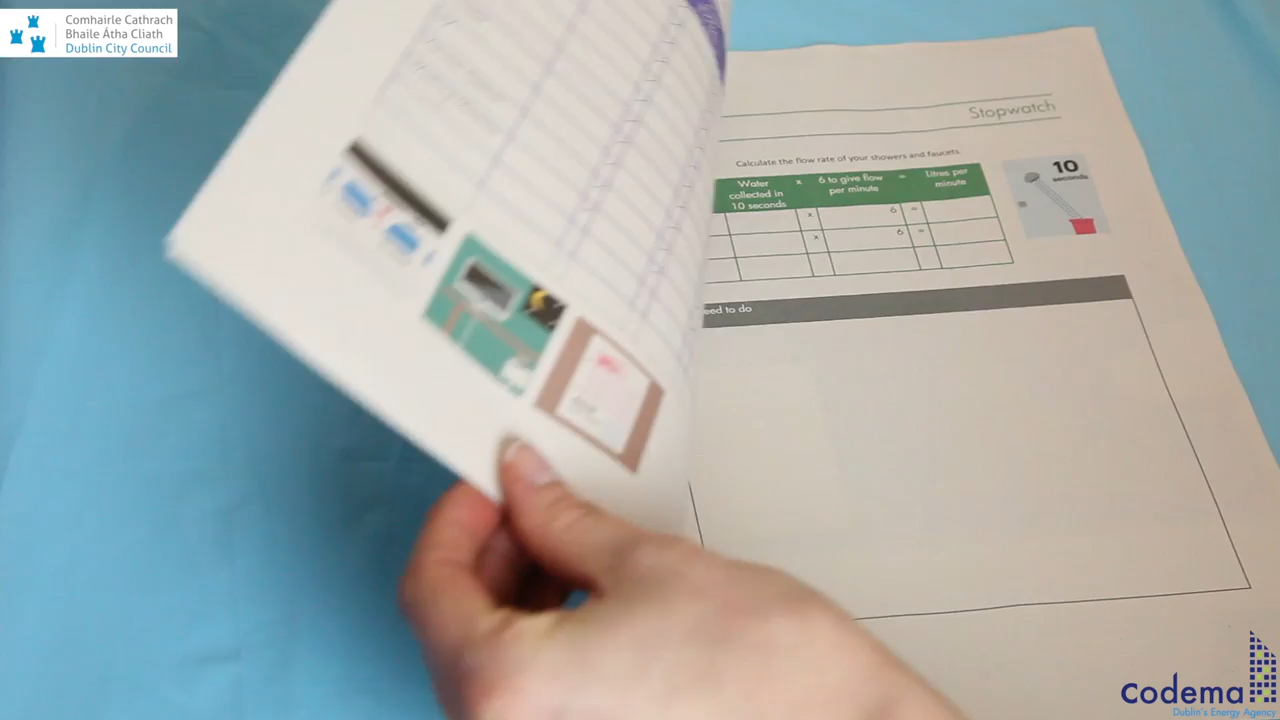 Comhairle Cathrach
Bhaile Átha Cliath
Dublin City Council
Stopwatch
Calculate the flow rate of your showers and faucets.
Water collected in 10 seconds x 6 to give flow per minute = Litres per minute
x 6 =
x 6 =
10
seconds
need to do
codema
Dublin's Energy Agency